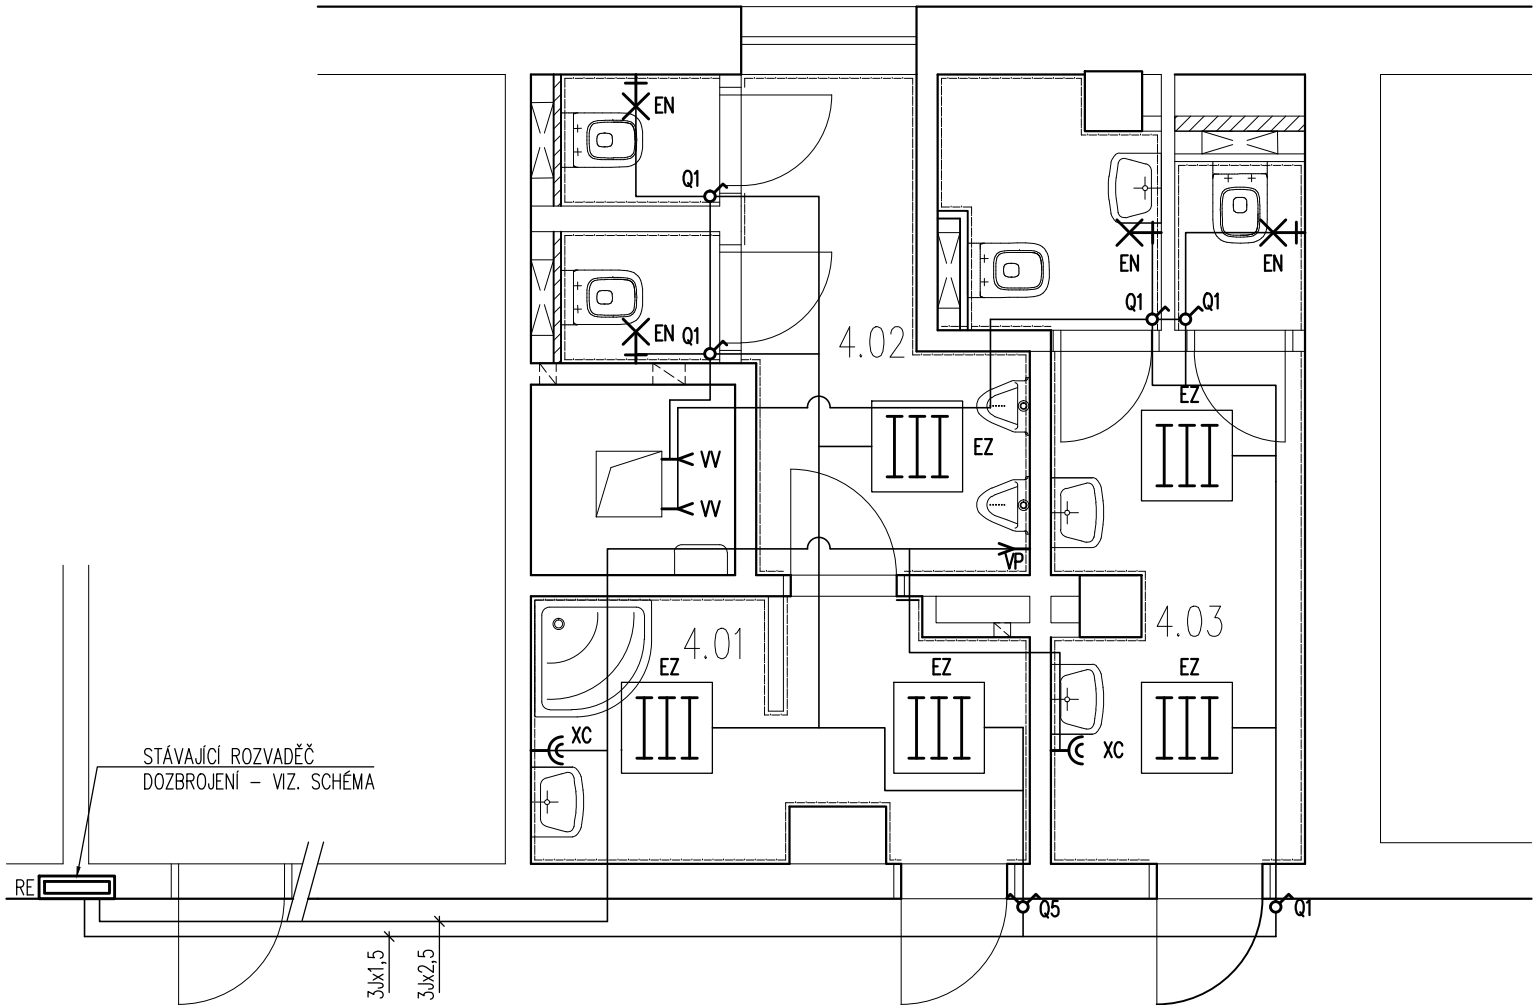 EN
Q1
EN
Q1
4.02
EN
EN
Q1
Q1
EZ
EZ
VV
VV
VP
4.01
EZ
EZ
4.03
EZ
XC
XC
STÁVAJÍCÍ ROZVADĚČ
DOZBROJENÍ – VIZ. SCHÉMA
RE
Q5
Q1
3Jx1,5
3Jx2,5